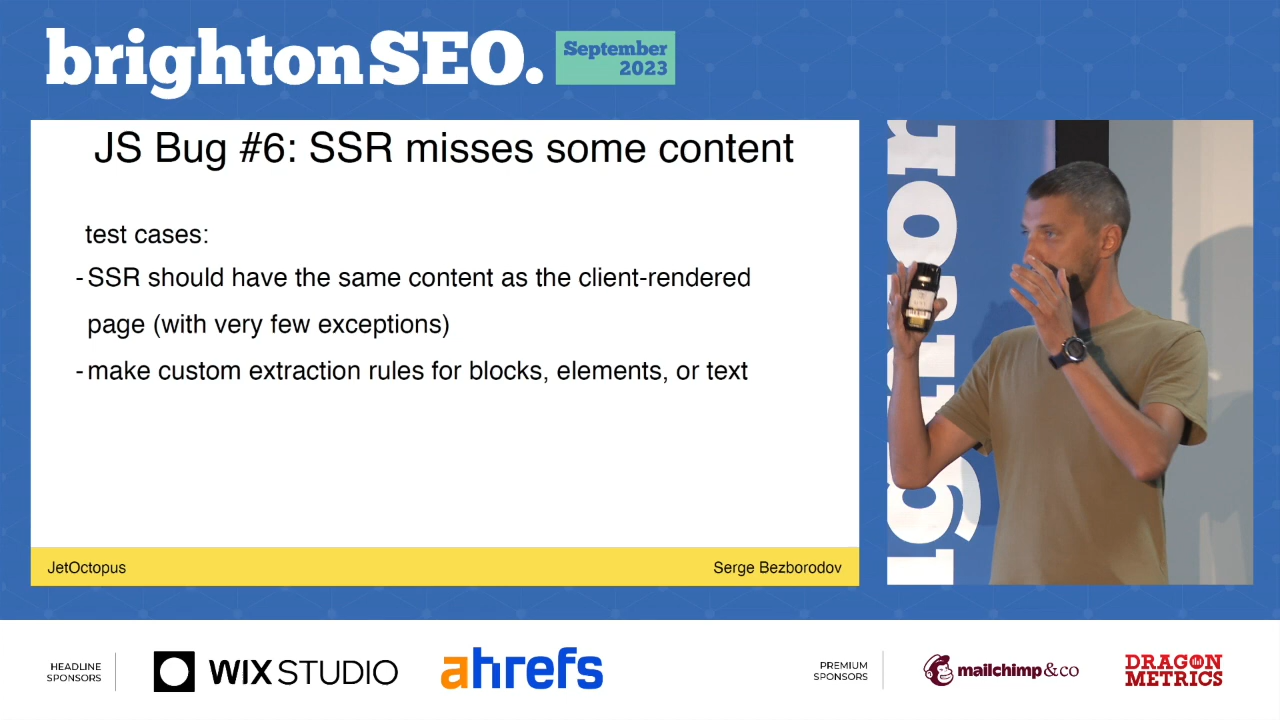 brightonSEO.
September
2023
JS Bug #6: SSR misses some content
test cases:
- SSR should have the same content as the client-rendered
page (with very few exceptions)
- make custom extraction rules for blocks, elements, or text
JetOctopus
Serge Bezborodov
HEADLINE
SPONSORS
WIX STUDIO
ahrefs
PREMIUM
SPONSORS
mailchimp&co
DRAGON
METRICS